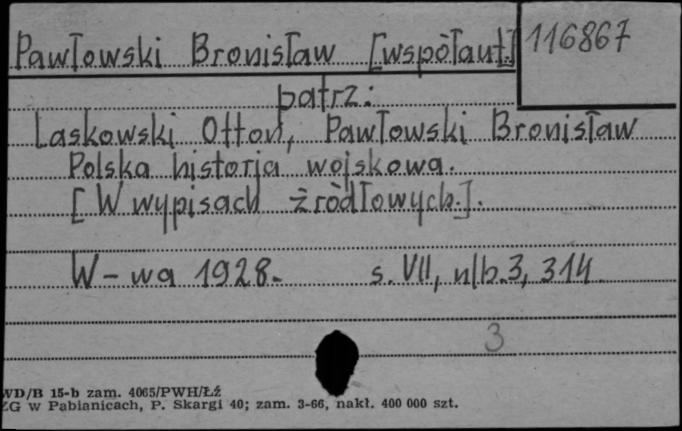 Pawłowski Bronisław [współaut.] 116867
patrz:
Laskowski Otton, Pawłowski Bronisław
Polska historja wojskowa.
[W wypisach źródłowych.].
W-wa 1928. s. VII, nlb. 3, 314
3
WD/B 15-b zam. 4065/PWH/Łź
ZG w Pabianicach, P. Skargi 40; zam. 3-66, nakł. 400 000 szt.